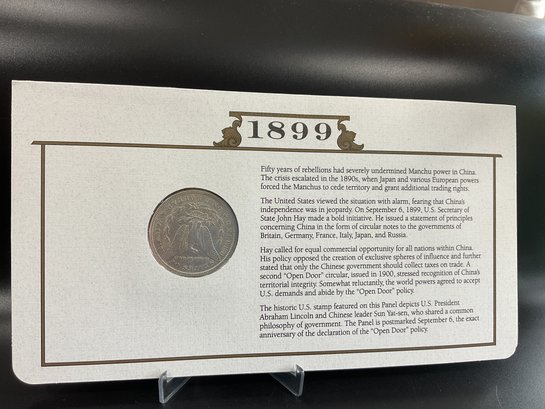 1899
Fifty years of rebellions had severely undermined Manchu power in China.
The crisis escalated in the 1890s, when Japan and various European powers
forced the Manchus to cede territory and grant additional trading rights.
The United States viewed the situation with alarm, fearing that China's
independence was in jeopardy. On September 6, 1899, U.S. Secretary of
State John Hay made a bold initiative. He issued a statement of principles
concerning China in the form of circular notes to the governments of
Britain, Germany, France, Italy, Japan, and Russia.
Hay called for equal commercial opportunity for all nations within China.
His policy opposed the creation of exclusive spheres of influence and further
stated that only the Chinese government should collect taxes on trade. A
second "Open Door" circular, issued in 1900, stressed recognition of China's
territorial integrity. Somewhat reluctantly, the world powers agreed to accept
U.S. demands and abide by the "Open Door" policy.
The historic U.S. stamp featured on this Panel depicts U.S. President
Abraham Lincoln and Chinese leader Sun Yat-sen, who shared a common
philosophy of government. The Panel is postmarked September 6, the exact
anniversary of the declaration of the "Open Door" policy.